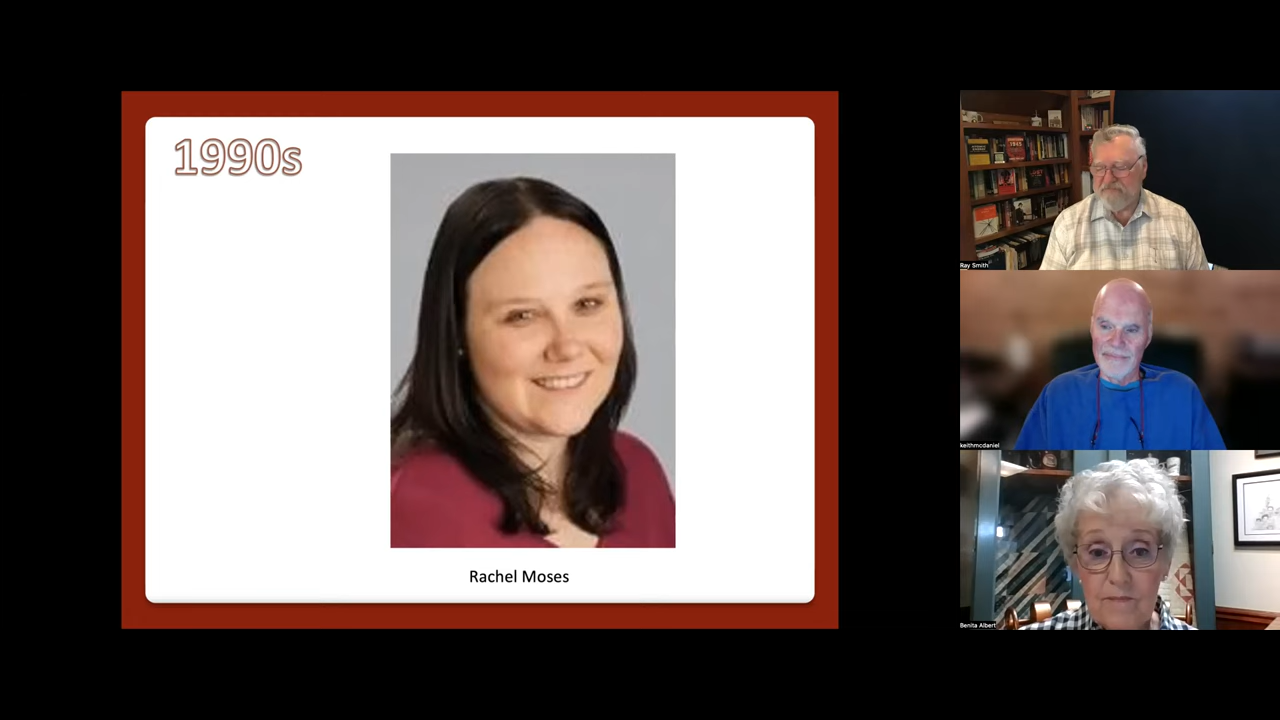 1990s
Rachel Moses
Ray Smith
keithmcdaniel
Benita Albert